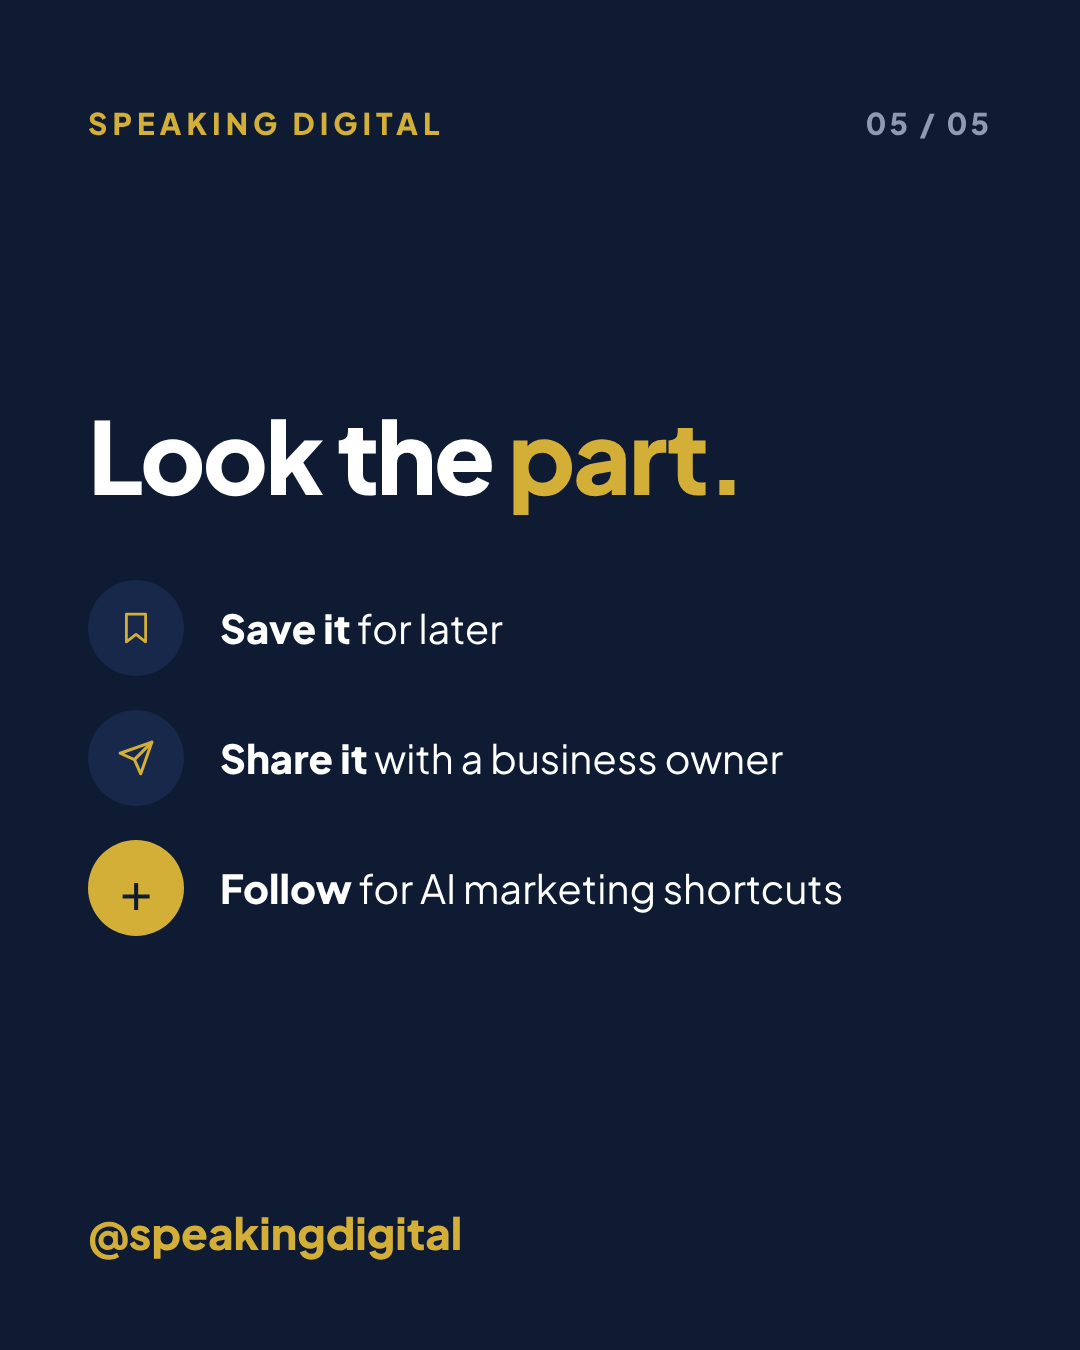 SPEAKING DIGITAL
05 / 05
Look the part.
Save it for later
Share it with a business owner
+
Follow for AI marketing shortcuts
@speakingdigital